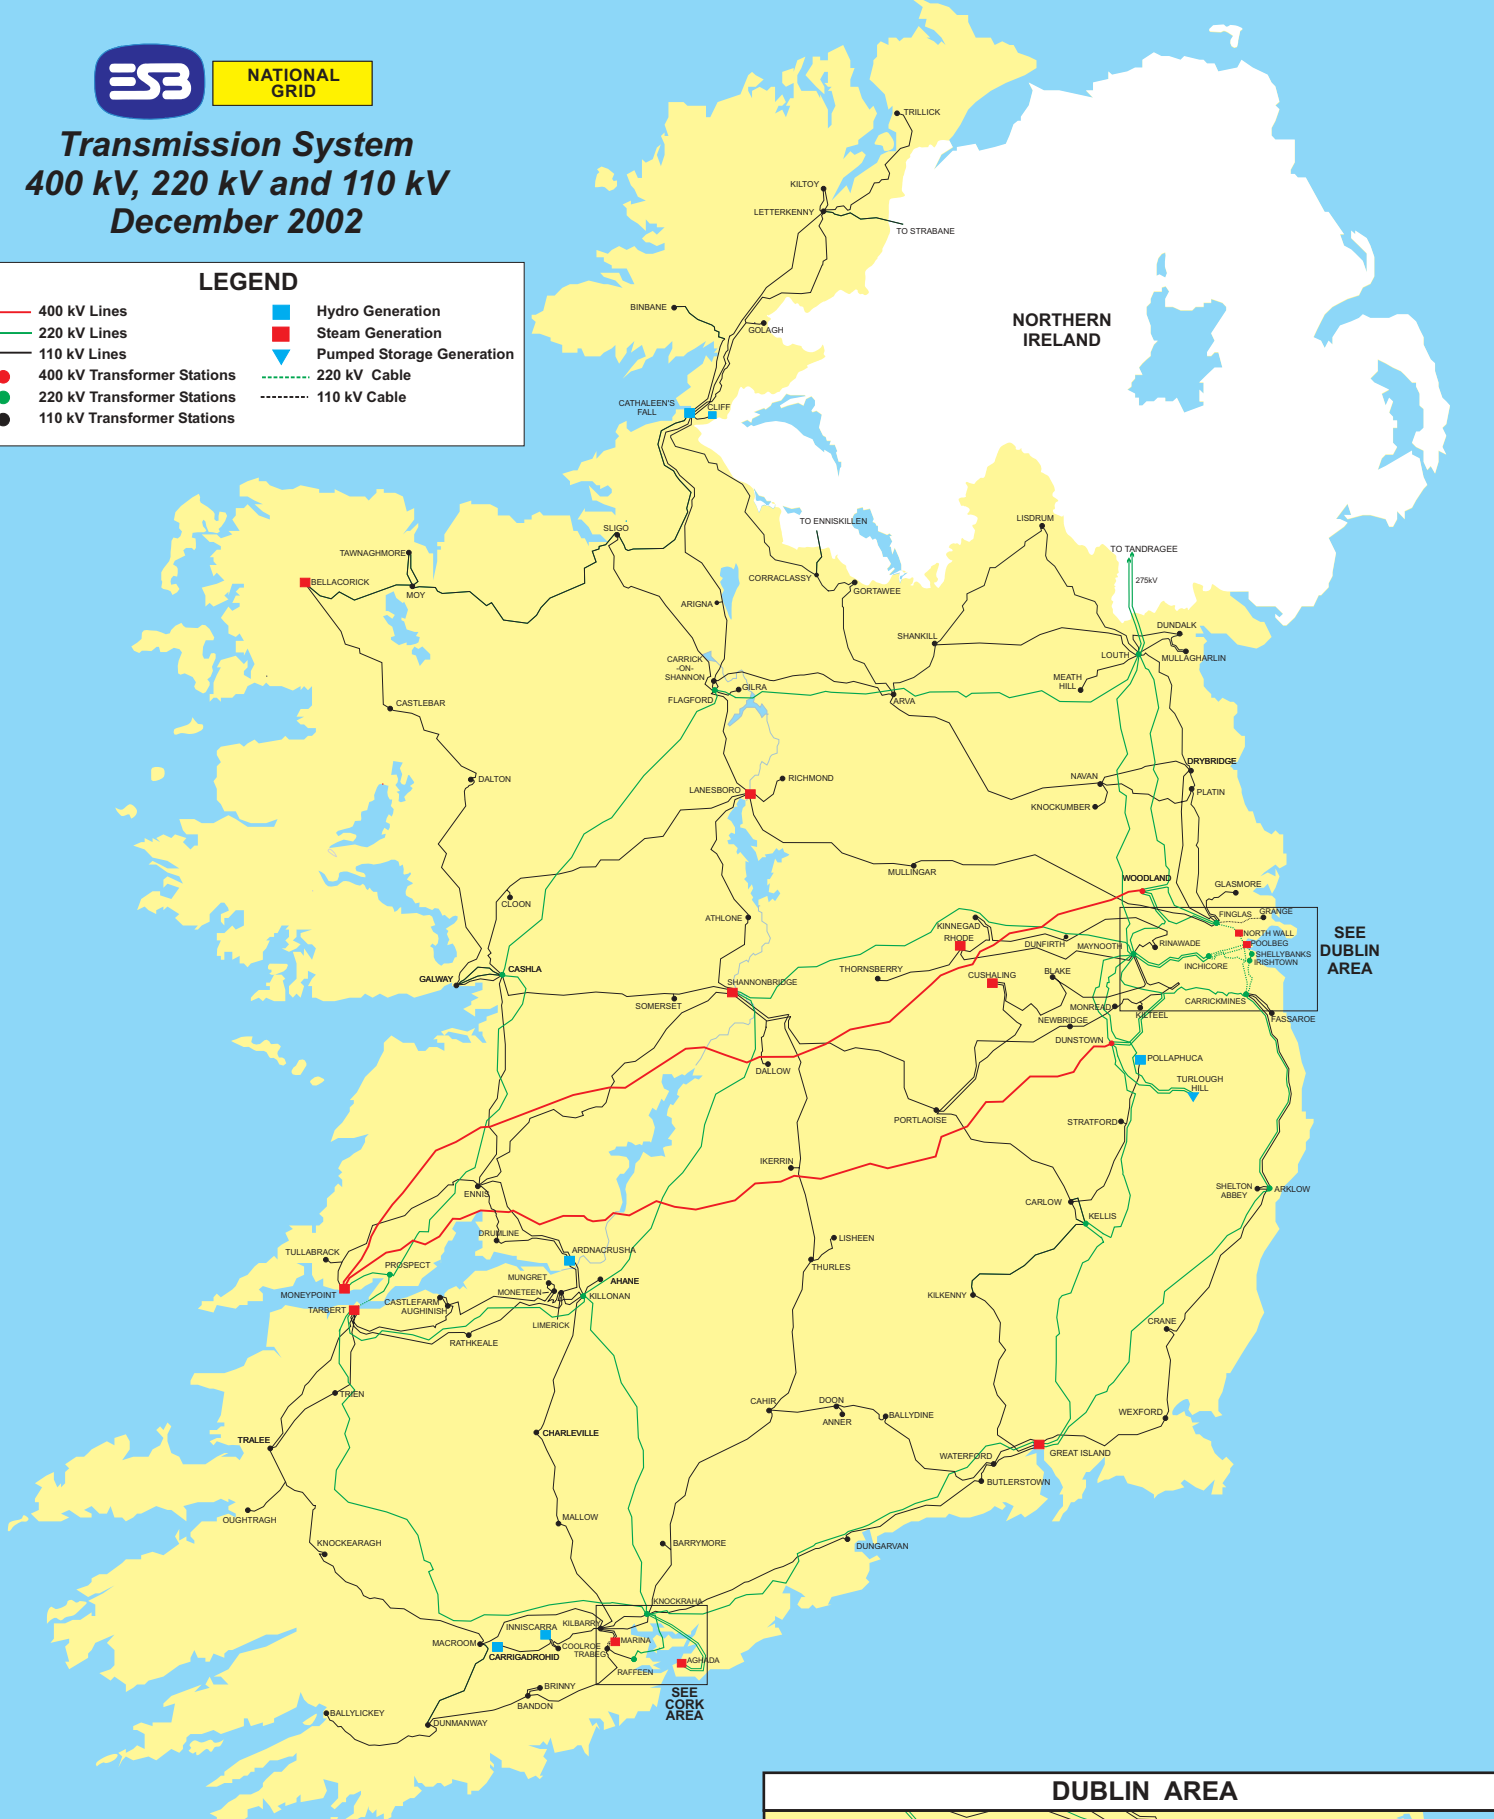 ESB
NATIONAL
GRID
Transmission System
400 kV, 220 kV and 110 kV
December 2002
LEGEND
400 kV Lines
220 kV Lines
110 kV Lines
400 kV Transformer Stations
220 kV Transformer Stations
110 kV Transformer Stations
Hydro Generation
Steam Generation
Pumped Storage Generation
220 kV Cable
110 kV Cable
TRILLICK
KILTOY
LETTERKENNY
TO STRABANE
BINBANE
GOLAGH
NORTHERN
IRELAND
CATHALEEN'S
FALL
CLIFF
TO ENNISKILLEN
LISDRUM
SLIGO
TAWNAGHMORE
BELLACORICK
MOY
TO TANDRAGEE
275kV
CORRACLASSY
GORTAWEE
ARIGNA
SHANKILL
DUNDALK
LOUTH
MULLAGHARLIN
CARRICK
-ON-
SHANNON
GILRA
FLAGFORD
MEATH
HILL
ARVA
CASTLEBAR
DALTON
LANESBORO
RICHMOND
NAVAN
DRYBRIDGE
KNOCKUMBER
PLATIN
MULLINGAR
WOODLAND
GLASMORE
CLOON
ATHLONE
FINGLAS
GRANGE
KINNEGAD
RHODE
DUNFIRTH
MAYNOOTH
RINAWADE
NORTH WALL
POOLBEG
SHELLYBANKS
IRISHTOWN
INCHICORE
SEE
DUBLIN
AREA
GALWAY
CASHLA
SOMERSET
SHANNONBRIDGE
THORNSBERRY
CUSHALING
BLAKE
MONREAD
KILTEEL
CARRICKMINES
FASSAROE
NEWBRIDGE
DUNSTOWN
DALLOW
POLLAPHUCA
TURLOUGH
HILL
PORTLAOISE
STRATFORD
IKERRIN
ENNIS
CARLOW
KELLIS
SHELTON
ABBEY
ARKLOW
DRUMLINE
ARDNACRUSHA
LISHEEN
THURLES
TULLABRACK
PROSPECT
MONEYPOINT
TARBERT
MUNGRET
MONETEEN
AHANE
KILLONAN
CASTLEFARM
AUGHINISH
LIMERICK
RATHKEALE
KILKENNY
CRANE
TRIEN
CAHIR
DOON
ANNER
BALLYDINE
WEXFORD
TRALEE
CHARLEVILLE
WATERFORD
GREAT ISLAND
BUTLERSTOWN
OUGHTRAGH
MALLOW
KNOCKEARAGH
BARRYMORE
DUNGARVAN
KNOCKRAHA
MACROOM
INNISCARRA
KILBARRY
CARRIGADROHID
COOLROE
TRABEG
MARINA
RAFFEEN
AGHADA
SEE
CORK
AREA
BRINNY
BANDON
BALLYLICKEY
DUNMANWAY
DUBLIN AREA